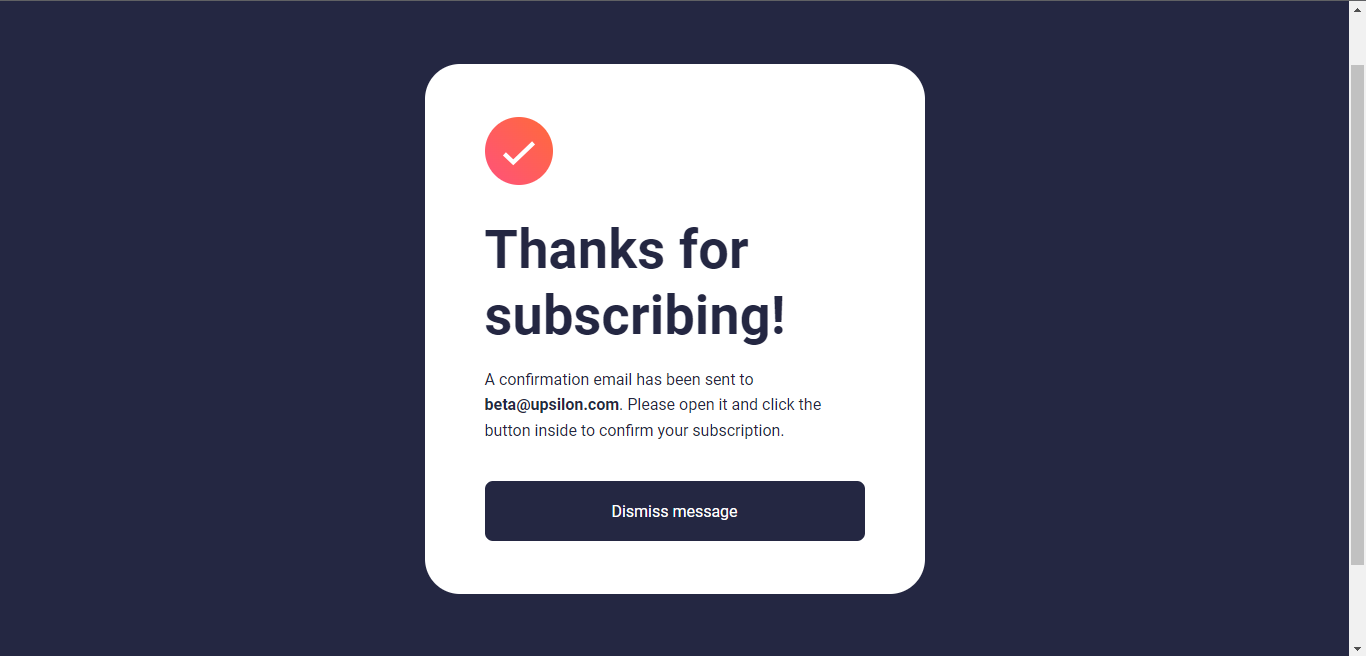 Thanks for
subscribing!
A confirmation email has been sent to
beta@upsilon.com. Please open it and click the
button inside to confirm your subscription.
Dismiss message